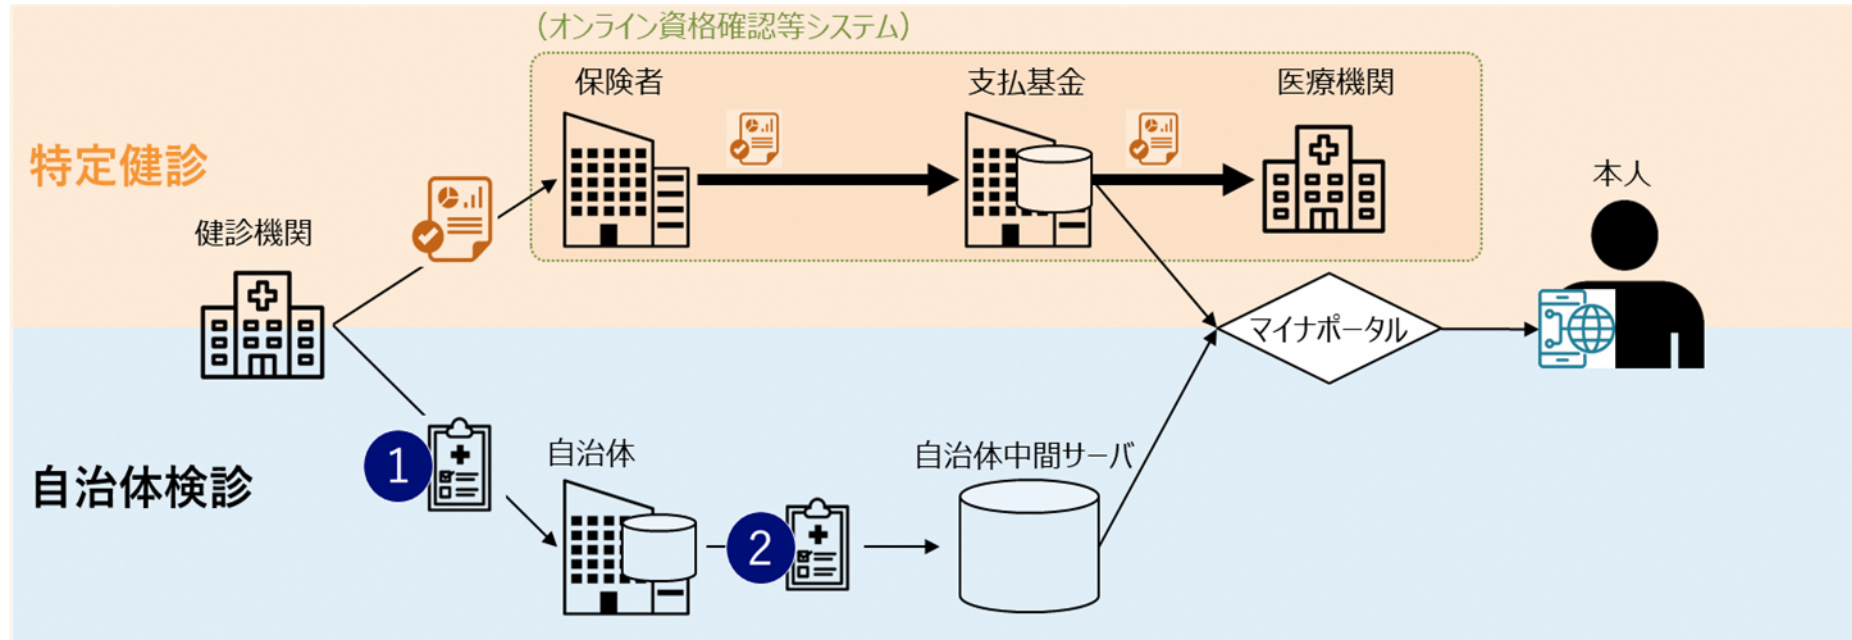 (オンライン資格確認等システム)
保険者
支払基金
医療機関
特定健診
本人
健診機関
マイナポータル
1
自治体
自治体中間サーバ
自治体検診
2